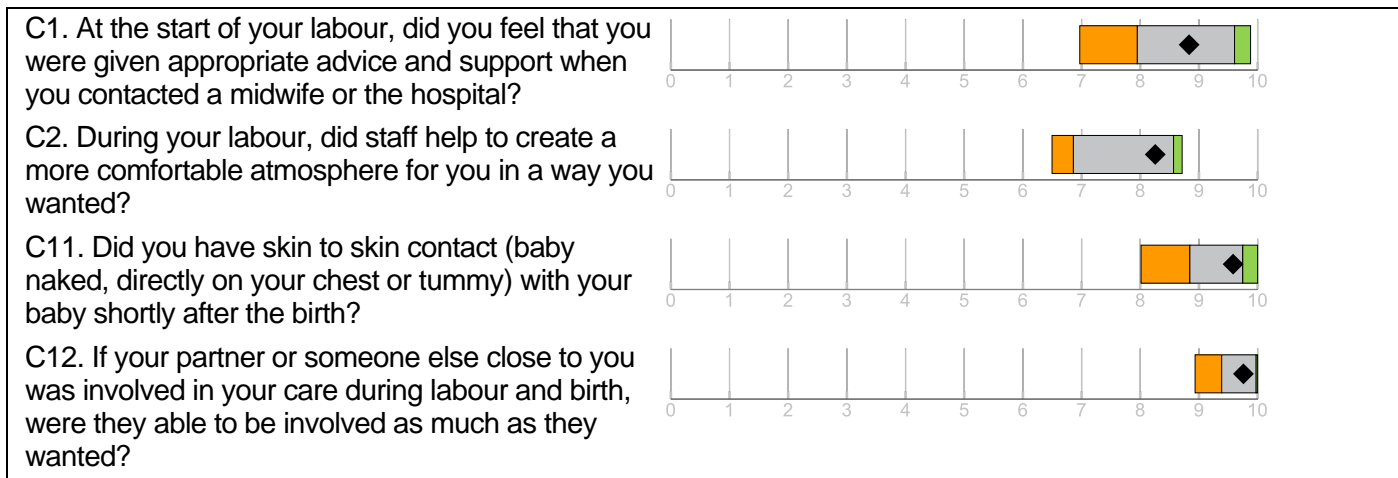 C1. At the start of your labour, did you feel that you
were given appropriate advice and support when
you contacted a midwife or the hospital?
0 1 2 3 4 5 6 7 8 9 10
C2. During your labour, did staff help to create a
more comfortable atmosphere for you in a way you
wanted?
0 1 2 3 4 5 6 7 8 9 10
C11. Did you have skin to skin contact (baby
naked, directly on your chest or tummy) with your
baby shortly after the birth?
0 1 2 3 4 5 6 7 8 9 10
C12. If your partner or someone else close to you
was involved in your care during labour and birth,
were they able to be involved as much as they
wanted?
0 1 2 3 4 5 6 7 8 9 10